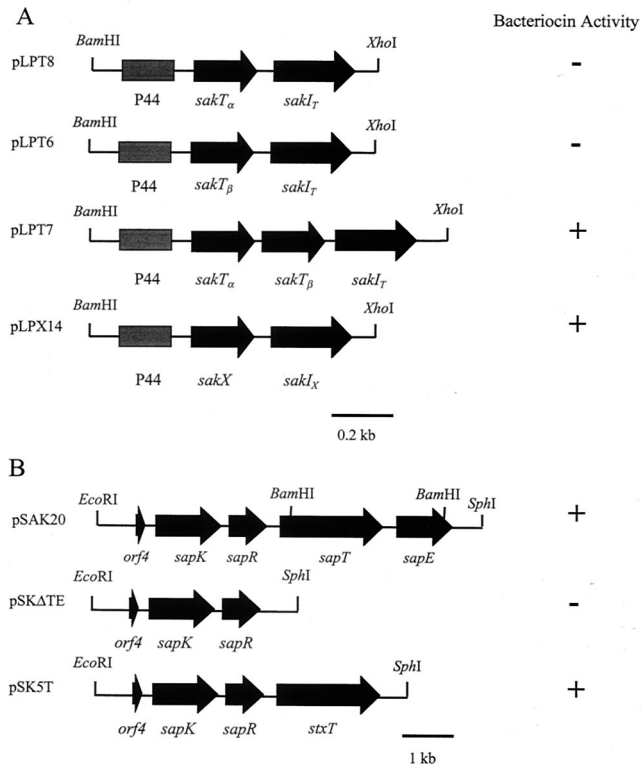 A
Bacteriocin Activity
BamHI XhoI
pLPT8 -
P44 sakTα sakIT
BamHI XhoI
pLPT6 -
P44 sakTβ sakIT
BamHI XhoI
pLPT7 +
P44 sakTα sakTβ sakIT
BamHI XhoI
pLPX14 +
P44 sakX sakIX
0.2 kb
B
EcoRI BamHI BamHI SphI
pSAK20 +
orf4 sapK sapR sapT sapE
EcoRI SphI
pSKΔTE -
orf4 sapK sapR
EcoRI SphI
pSK5T +
orf4 sapK sapR stxT
1 kb